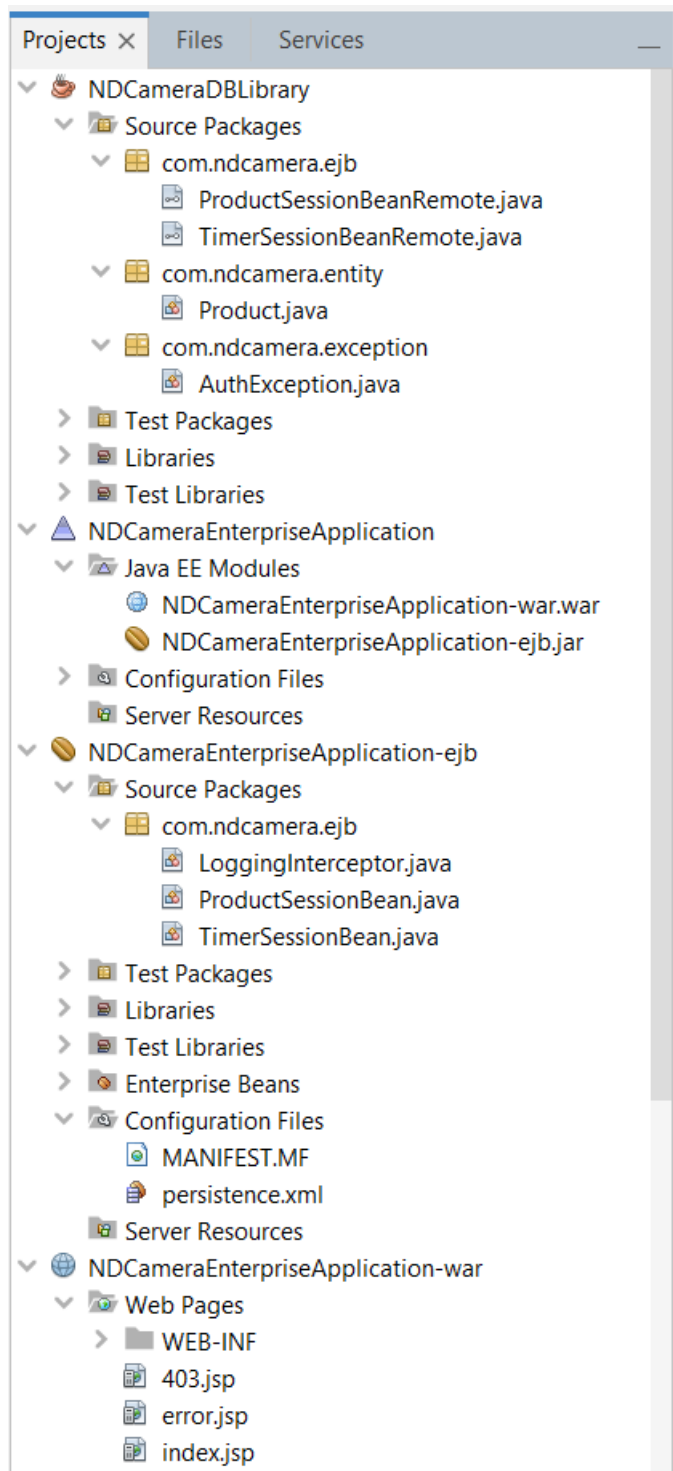 Projects Files Services
NDCameraDBLibrary
Source Packages
com.ndcamera.ejb
ProductSessionBeanRemote.java
TimerSessionBeanRemote.java
com.ndcamera.entity
Product.java
com.ndcamera.exception
AuthException.java
Test Packages
Libraries
Test Libraries
NDCameraEnterpriseApplication
Java EE Modules
NDCameraEnterpriseApplication-war.war
NDCameraEnterpriseApplication-ejb.jar
Configuration Files
Server Resources
NDCameraEnterpriseApplication-ejb
Source Packages
com.ndcamera.ejb
LoggingInterceptor.java
ProductSessionBean.java
TimerSessionBean.java
Test Packages
Libraries
Test Libraries
Enterprise Beans
Configuration Files
MANIFEST.MF
persistence.xml
Server Resources
NDCameraEnterpriseApplication-war
Web Pages
WEB-INF
403.jsp
error.jsp
index.jsp